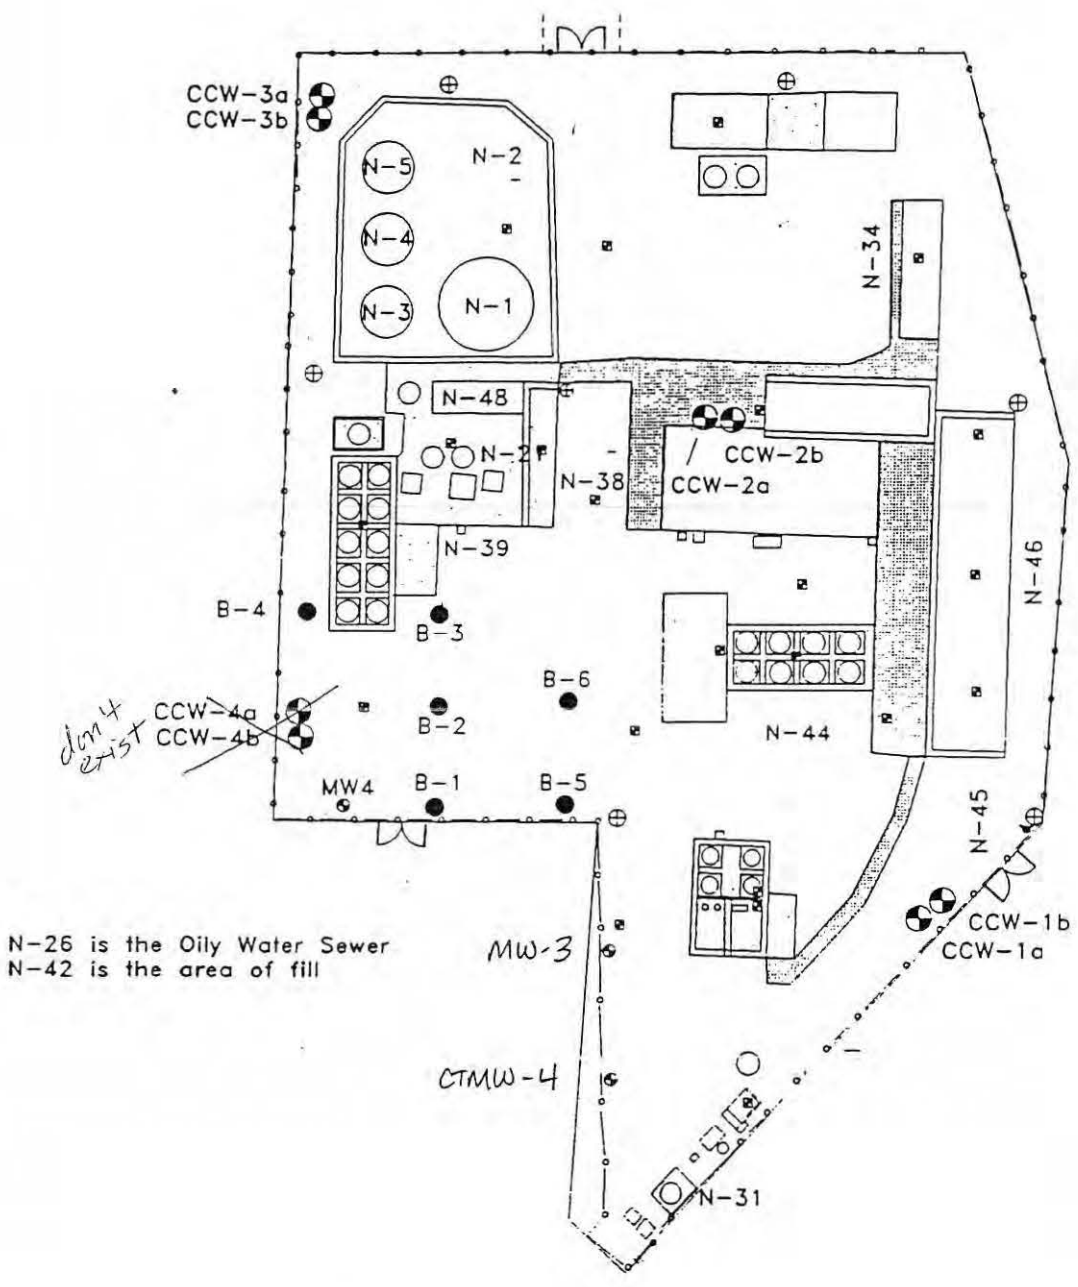 CCW-3a
CCW-3b
N-5
N-2
N-4
N-34
N-3
N-1
N-48
N-21
CCW-2b
N-38
CCW-2a
N-39
N-46
B-4
B-3
B-6
don't
exist
CCW-4a
CCW-4b
B-2
N-44
MW4
B-1
B-5
N-45
CCW-1b
CCW-1a
N-26 is the Oily Water Sewer
N-42 is the area of fill
MW-3
CTMW-4
N-31